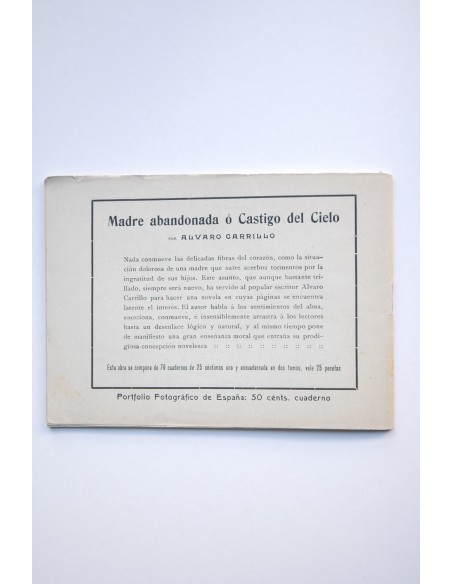 Madre abandonada ó Castigo del Cielo
POR ALVARO CARRILLO
Nada conmueve las delicadas fibras del corazón, como la situa-
ción dolorosa de una madre que sufre acerbos tormentos por la
ingratitud de sus hijos. Este asunto, que aunque bastante tri-
llado, siempre será nuevo, ha servido al popular escritor Alvaro
Carrillo para hacer una novela en cuyas páginas se encuentra
latente el interés. El autor habla á los sentimientos del alma,
emociona, conmueve, é insensiblemente arrastra á los lectores
hasta un desenlace lógico y natural, y al mismo tiempo pone
de manifiesto una gran enseñanza moral que entraña su prodi-
giosa concepción novelesca :: :: :: :: :: :: :: :: ::
Esta obra se compone de 76 cuadernos de 25 céntimos uno y encuadernada en dos tomos, vale 25 pesetas
Portfolio Fotográfico de España: 50 cénts. cuaderno